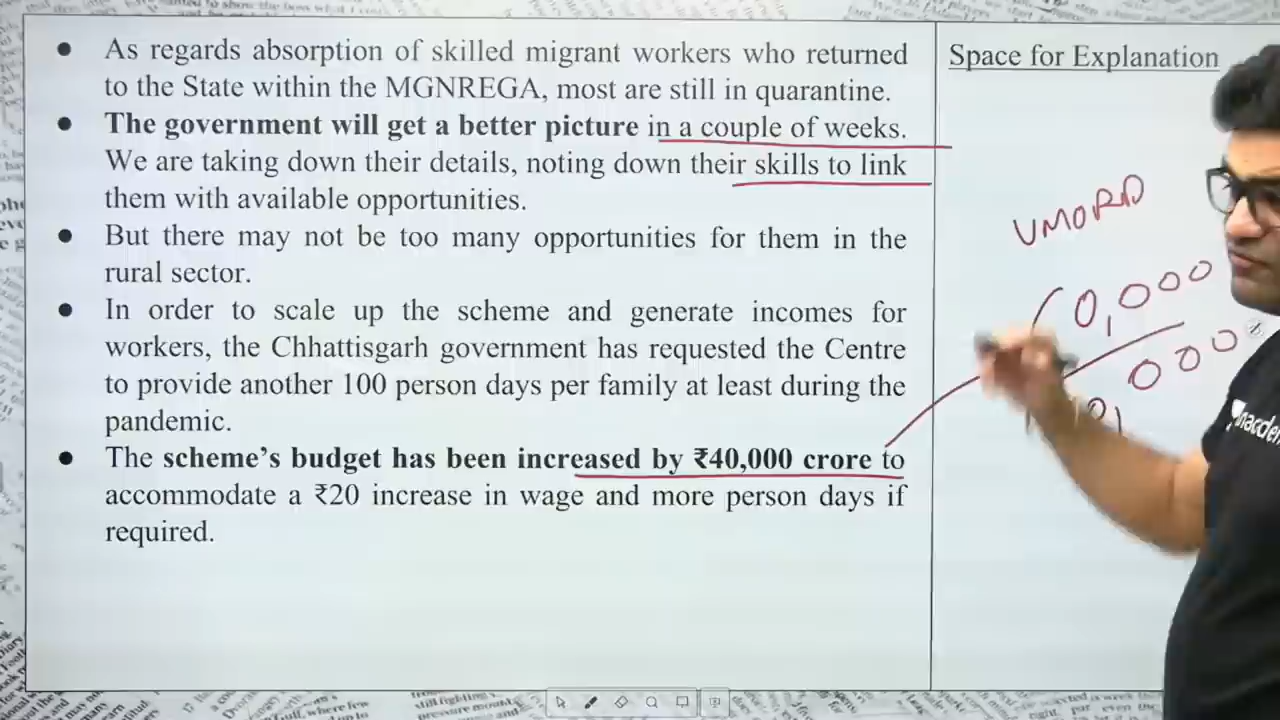 ● As regards absorption of skilled migrant workers who returned
to the State within the MGNREGA, most are still in quarantine.
● The government will get a better picture in a couple of weeks.
We are taking down their details, noting down their skills to link
them with available opportunities.
● But there may not be too many opportunities for them in the
rural sector.
● In order to scale up the scheme and generate incomes for
workers, the Chhattisgarh government has requested the Centre
to provide another 100 person days per family at least during the
pandemic.
● The scheme's budget has been increased by ₹40,000 crore to
accommodate a ₹20 increase in wage and more person days if
required.
Space for Explanation
VMORD
0,000
000